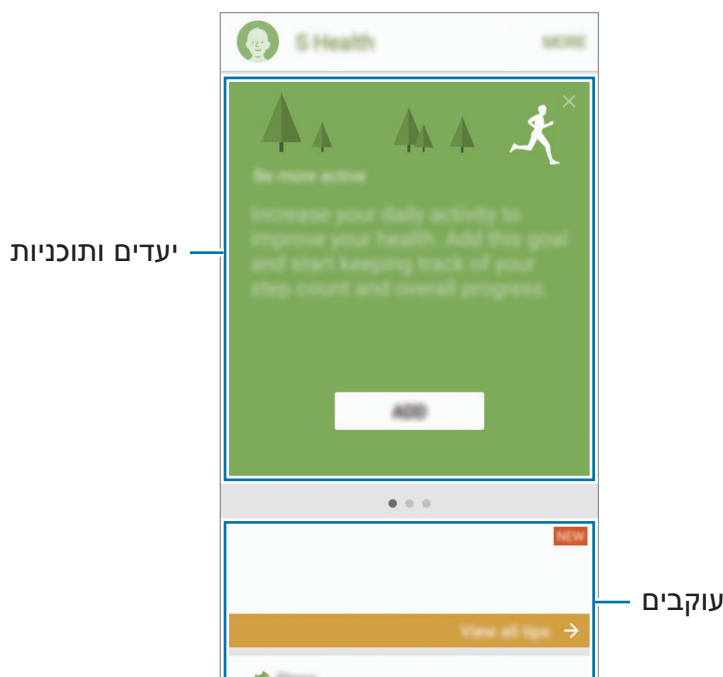 S Health
MORE
Be more active
Increase your daily activity to
improve your health. Add this goal
and start keeping track of your
step count and overall progress.
יעדים ותוכניות
ADD
NEW
עוקבים
View all tips